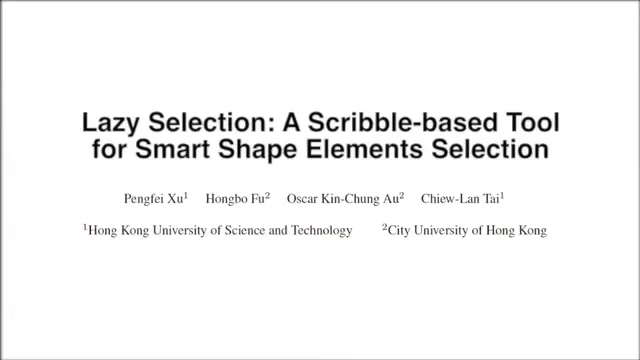 Lazy Selection: A Scribble-based Tool
for Smart Shape Elements Selection
Pengfei Xu¹ Hongbo Fu² Oscar Kin-Chung Au² Chiew-Lan Tai¹
¹Hong Kong University of Science and Technology ²City University of Hong Kong